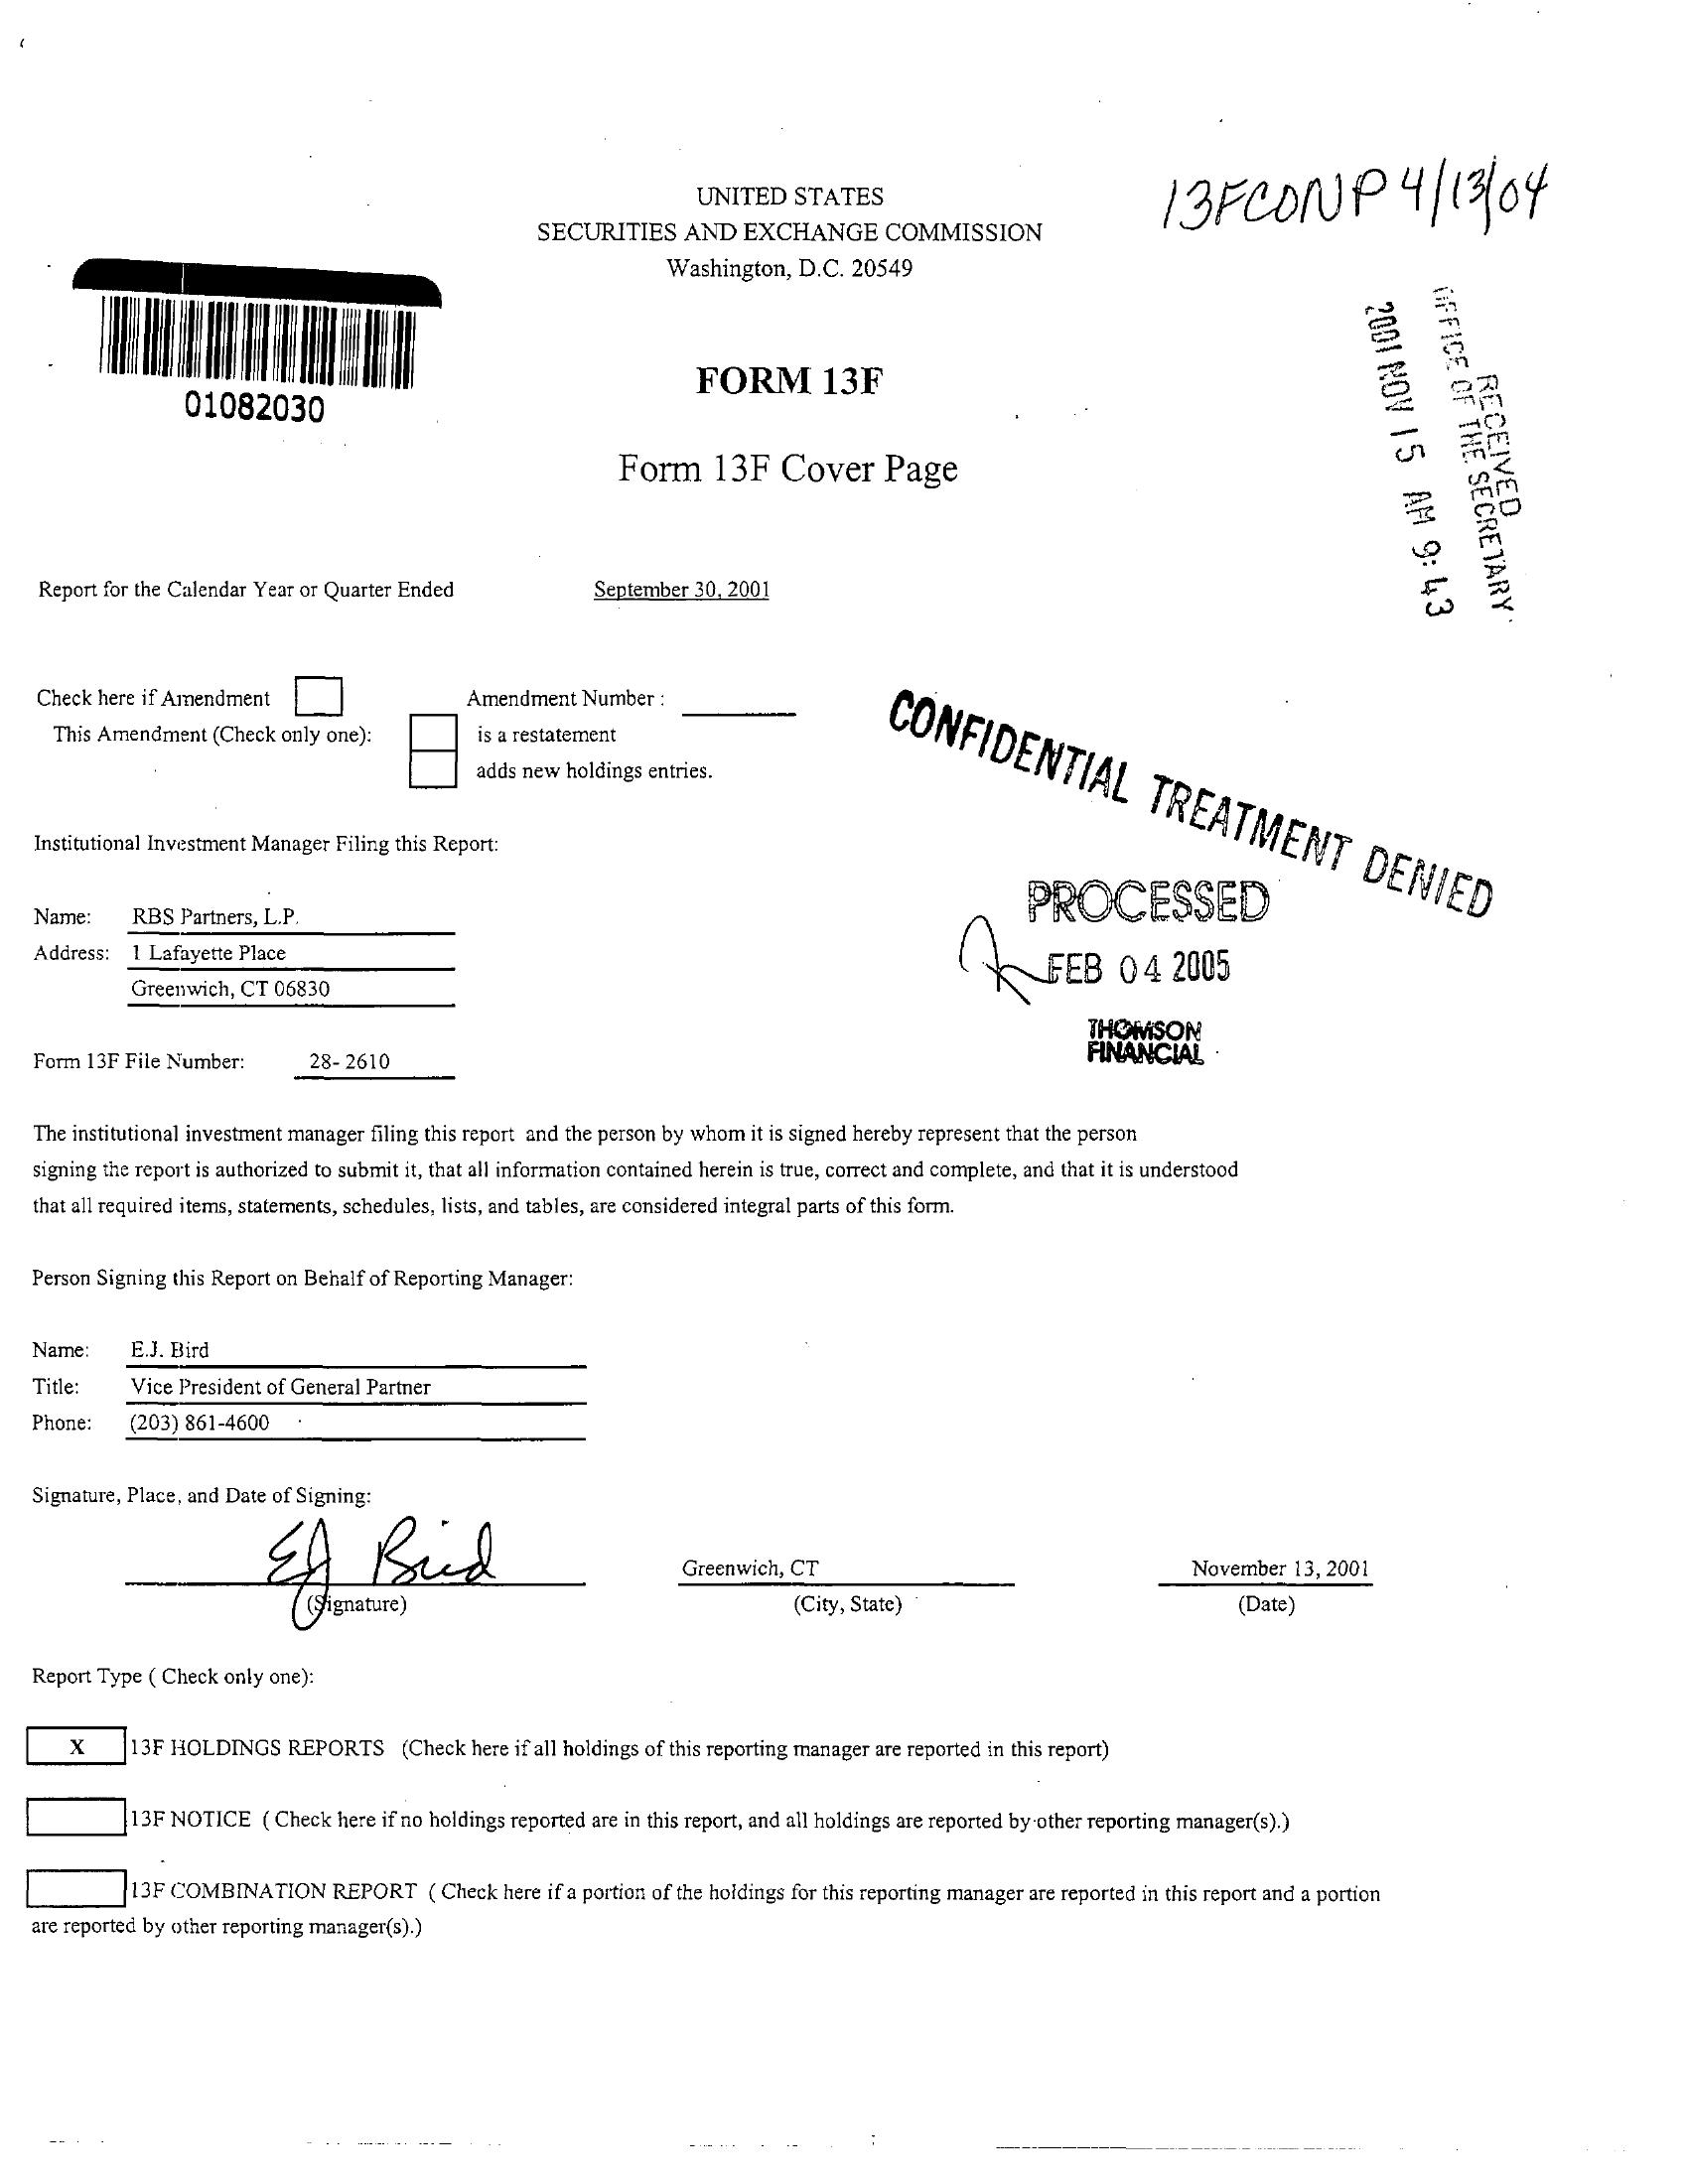 13FCONP 4/13/04
UNITED STATES
SECURITIES AND EXCHANGE COMMISSION
Washington, D.C. 20549
01082030
RECEIVED
OFFICE OF THE SECRETARY
2001 NOV 15 AM 9:43
FORM 13F
Form 13F Cover Page
Report for the Calendar Year or Quarter Ended September 30, 2001
Check here if Amendment Amendment Number :
This Amendment (Check only one): is a restatement
adds new holdings entries.
CONFIDENTIAL TREATMENT DENIED
Institutional Investment Manager Filing this Report:
PROCESSED
FEB 04 2005
THOMSON
FINANCIAL
Name: RBS Partners, L.P.
Address: 1 Lafayette Place
Greenwich, CT 06830
Form 13F File Number: 28- 2610
The institutional investment manager filing this report and the person by whom it is signed hereby represent that the person
signing the report is authorized to submit it, that all information contained herein is true, correct and complete, and that it is understood
that all required items, statements, schedules, lists, and tables, are considered integral parts of this form.
Person Signing this Report on Behalf of Reporting Manager:
Name: E.J. Bird
Title: Vice President of General Partner
Phone: (203) 861-4600
Signature, Place, and Date of Signing:
EJ Bird Greenwich, CT November 13, 2001
(Signature) (City, State) (Date)
Report Type ( Check only one):
X 13F HOLDINGS REPORTS (Check here if all holdings of this reporting manager are reported in this report)
13F NOTICE ( Check here if no holdings reported are in this report, and all holdings are reported by other reporting manager(s).)
13F COMBINATION REPORT ( Check here if a portion of the holdings for this reporting manager are reported in this report and a portion
are reported by other reporting manager(s).)